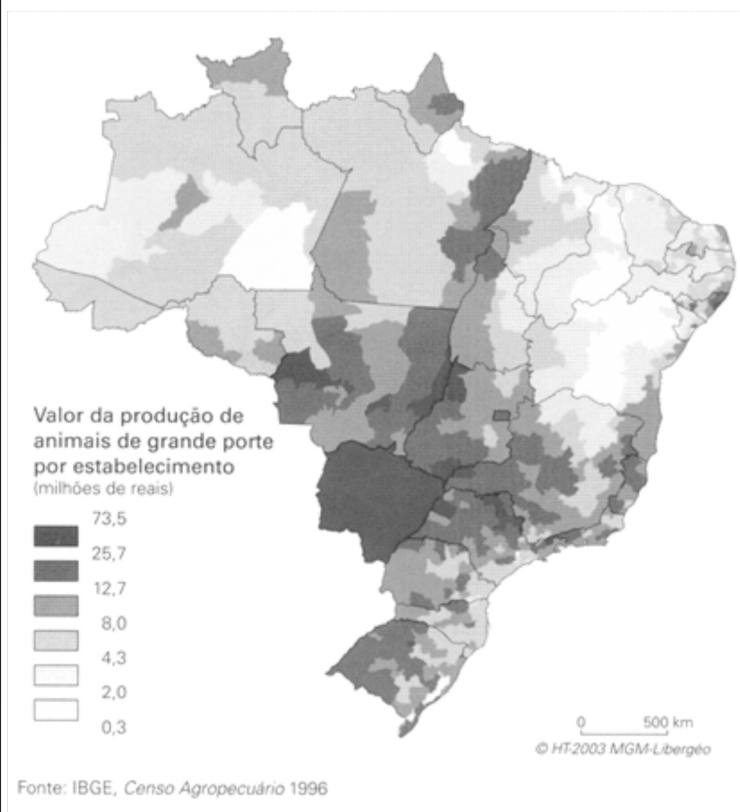 Valor da produção de
animais de grande porte
por estabelecimento
(milhões de reais)
73,5
25,7
12,7
8,0
4,3
2,0
0,3
0 500 km
© HT-2003 MGM-Libergéo
Fonte: IBGE, Censo Agropecuário 1996